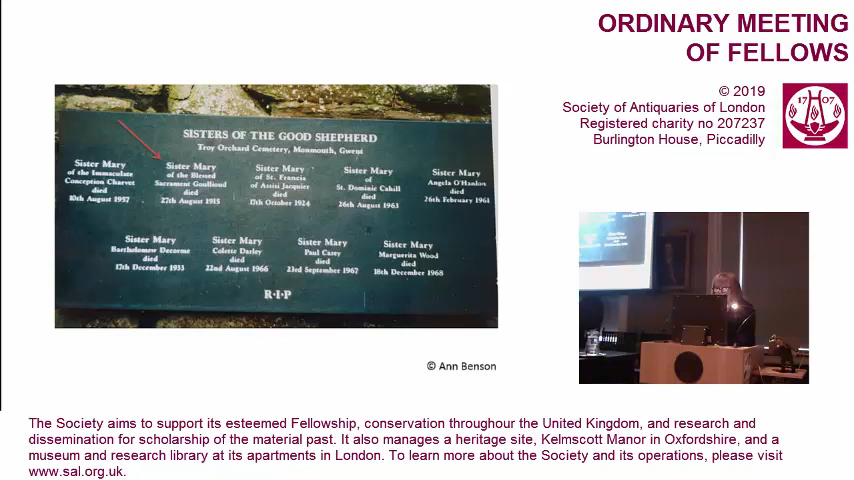 ORDINARY MEETING
OF FELLOWS
© 2019
Society of Antiquaries of London
Registered charity no 207237
Burlington House, Piccadilly
1707
SISTERS OF THE GOOD SHEPHERD
Troy Orchard Cemetery, Monmouth, Gwent
Sister Mary
of the Immaculate
Conception Charvet
died
10th August 1957
Sister Mary
of the Blessed
Sacrament Goullioud
died
27th August 1915
Sister Mary
of St. Francis
of Assisi Jacquier
died
17th October 1924
Sister Mary
of
St. Dominic Cahill
died
26th August 1963
Sister Mary
Angela O'Hanlon
died
26th February 1961
Sister Mary
Bartholomew Decorme
died
17th December 1933
Sister Mary
Colette Darley
died
22nd August 1966
Sister Mary
Paul Carey
died
23rd September 1967
Sister Mary
Marguerita Wood
died
18th December 1968
R·I·P
© Ann Benson
The Society aims to support its esteemed Fellowship, conservation throughour the United Kingdom, and research and
dissemination for scholarship of the material past. It also manages a heritage site, Kelmscott Manor in Oxfordshire, and a
museum and research library at its apartments in London. To learn more about the Society and its operations, please visit
www.sal.org.uk.